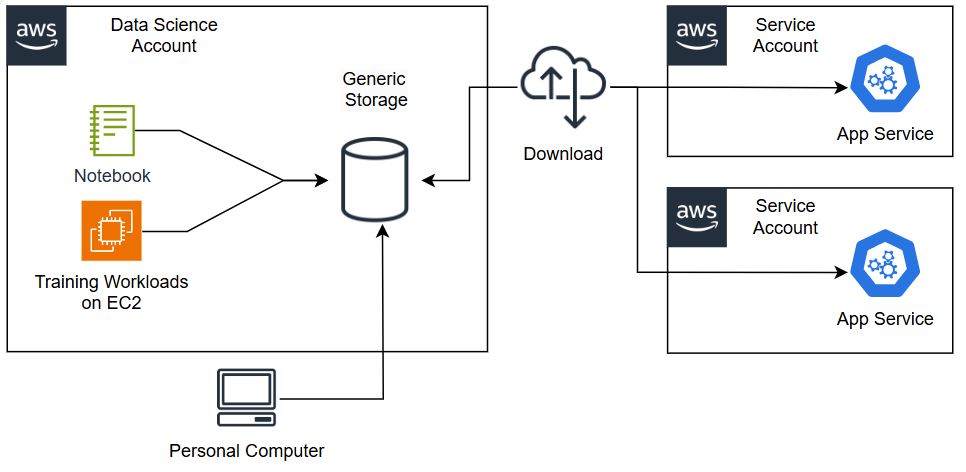 aws
Data Science
Account
Generic
Storage
Notebook
Training Workloads
on EC2
Personal Computer
Download
aws
Service
Account
App Service
aws
Service
Account
App Service